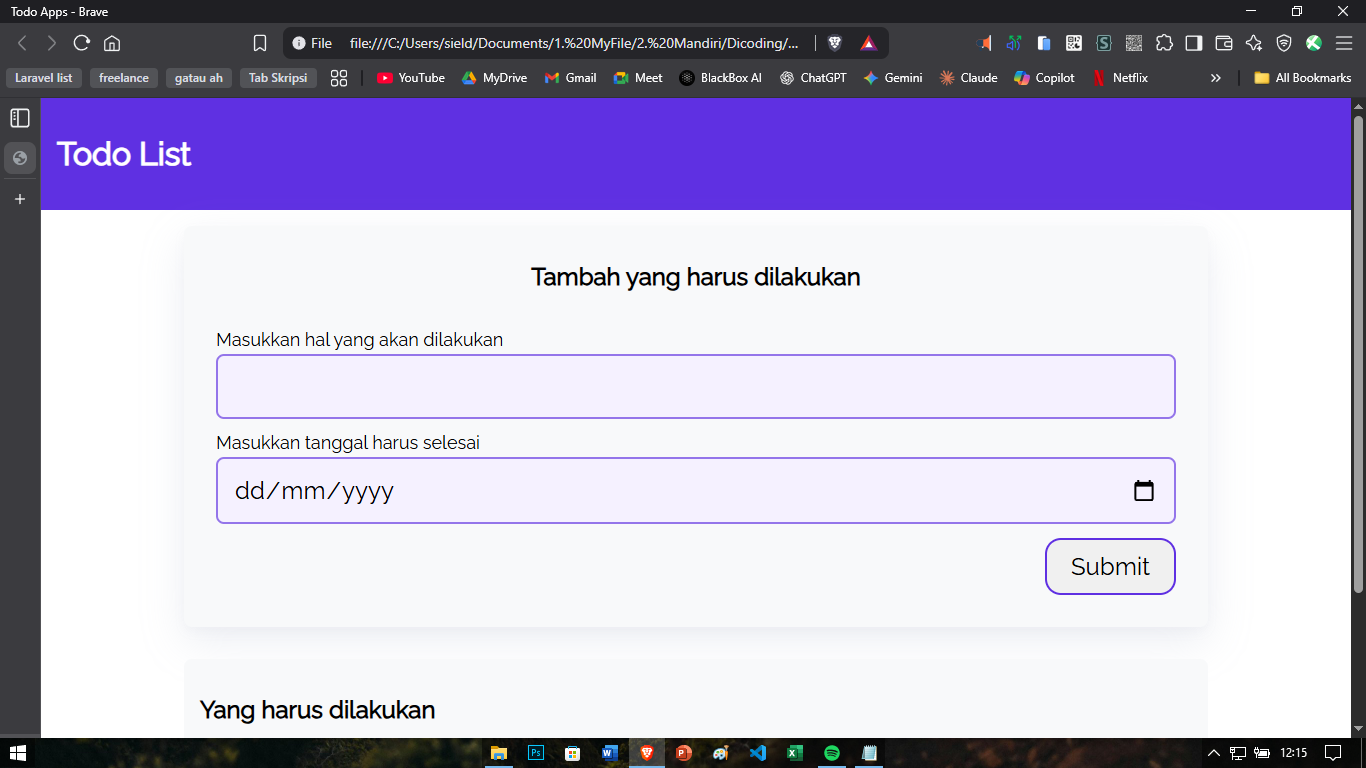 Todo Apps - Brave
File file:///C:/Users/sield/Documents/1.%20MyFile/2.%20Mandiri/Dicoding/...
Laravel list freelance gatau ah Tab Skripsi YouTube MyDrive Gmail Meet BlackBox AI ChatGPT Gemini Claude Copilot Netflix » All Bookmarks
Todo List
Tambah yang harus dilakukan
Masukkan hal yang akan dilakukan
Masukkan tanggal harus selesai
dd/mm/yyyy
Submit
Yang harus dilakukan
12:15